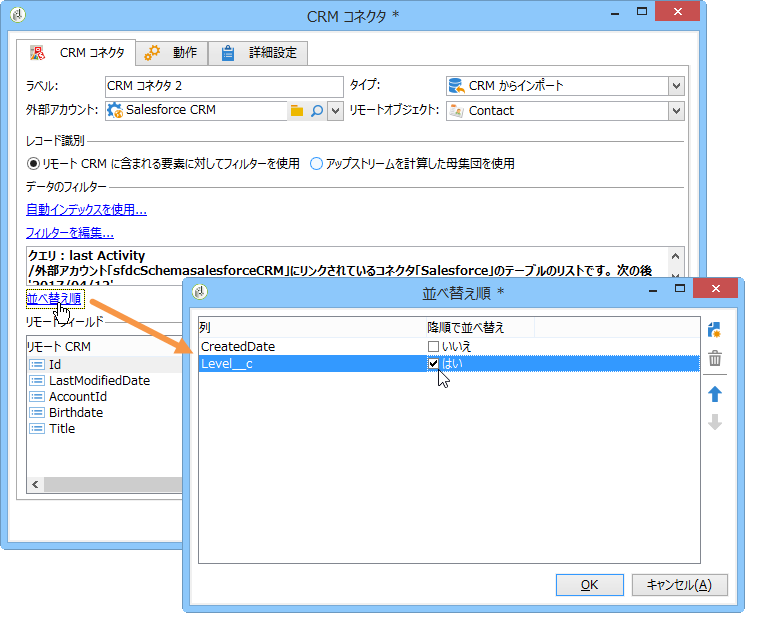 CRM コネクタ *
CRM コネクタ 動作 詳細設定
ラベル: CRM コネクタ 2 タイプ: CRM からインポート
外部アカウント: Salesforce CRM リモートオブジェクト: Contact
レコード識別
リモート CRM に含まれる要素に対してフィルターを使用 アップストリームを計算した母集団を使用
データのフィルター
自動インデックスを使用...
フィルターを編集...
クエリ : last Activity
/外部アカウント「sfdcSchemasalesforceCRM」にリンクされているコネクタ「Salesforce」のテーブルのリストです。次の後
'2017/04/12'
並べ替え順
リモートフィールド
リモート CRM
Id
LastModifiedDate
AccountId
Birthdate
Title
並べ替え順 *
列 降順で並べ替え
CreatedDate いいえ
Level__c はい
OK キャンセル(A)